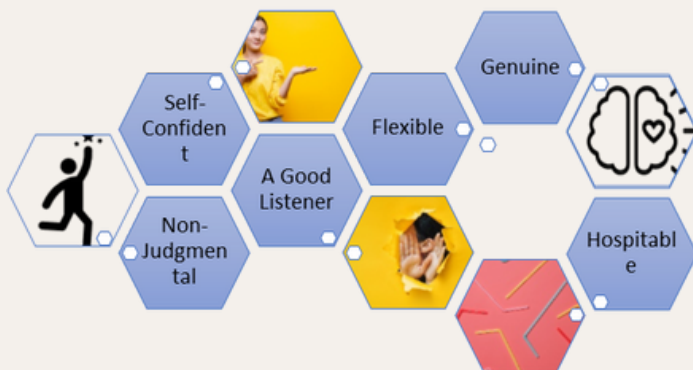 Self-
Confiden
t
Non-
Judgmen
tal
A Good
Listener
Flexible
Genuine
Hospitabl
e